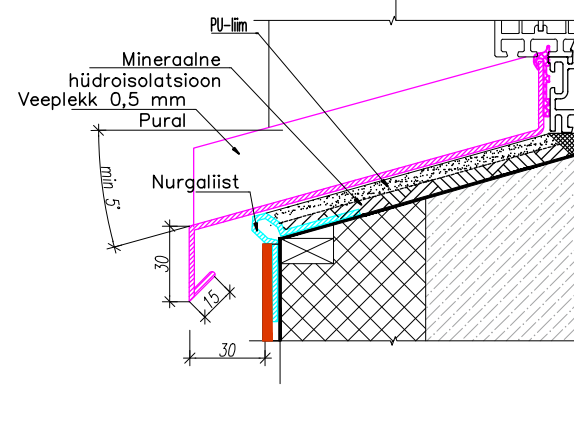 PU-liim
Mineraalne
hüdroisolatsioon
Veeplekk 0,5 mm
Pural
min 5°
Nurgaliist
30
15
30